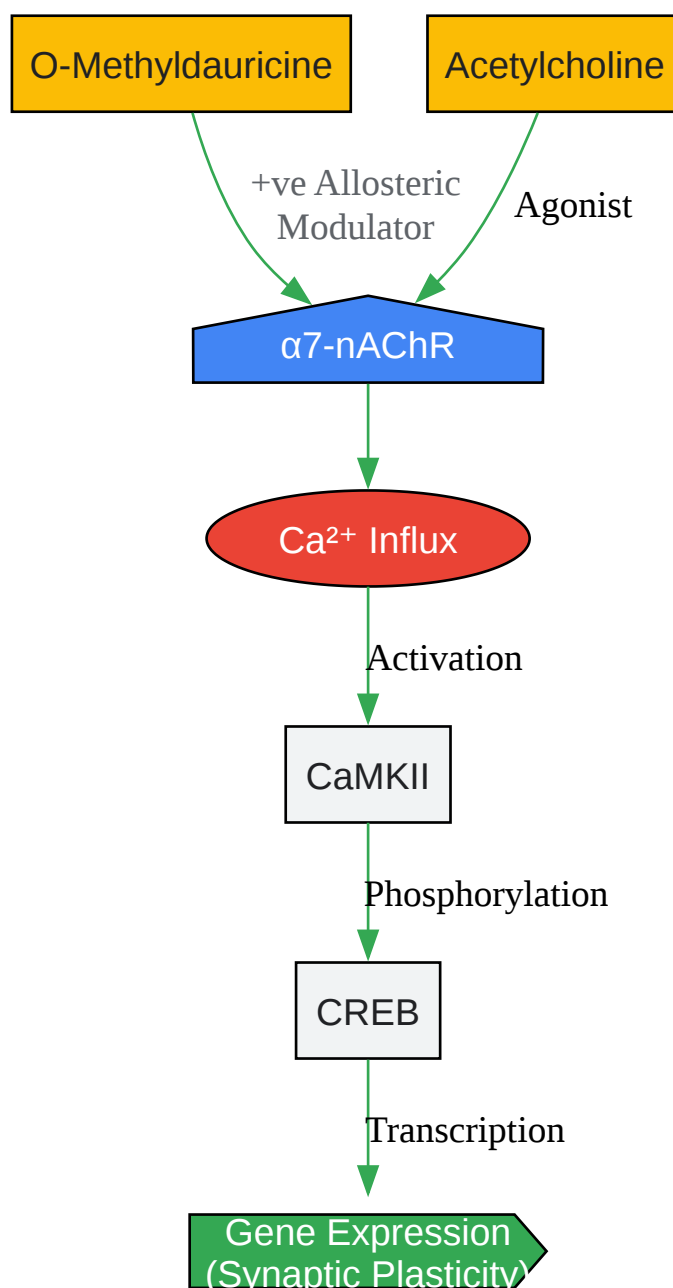 O-Methyldauricine
Acetylcholine
+ve Allosteric
Modulator
Agonist
α7-nAChR
Ca²⁺ Influx
Activation
CaMKII
Phosphorylation
CREB
Transcription
Gene Expression
(Synaptic Plasticity)